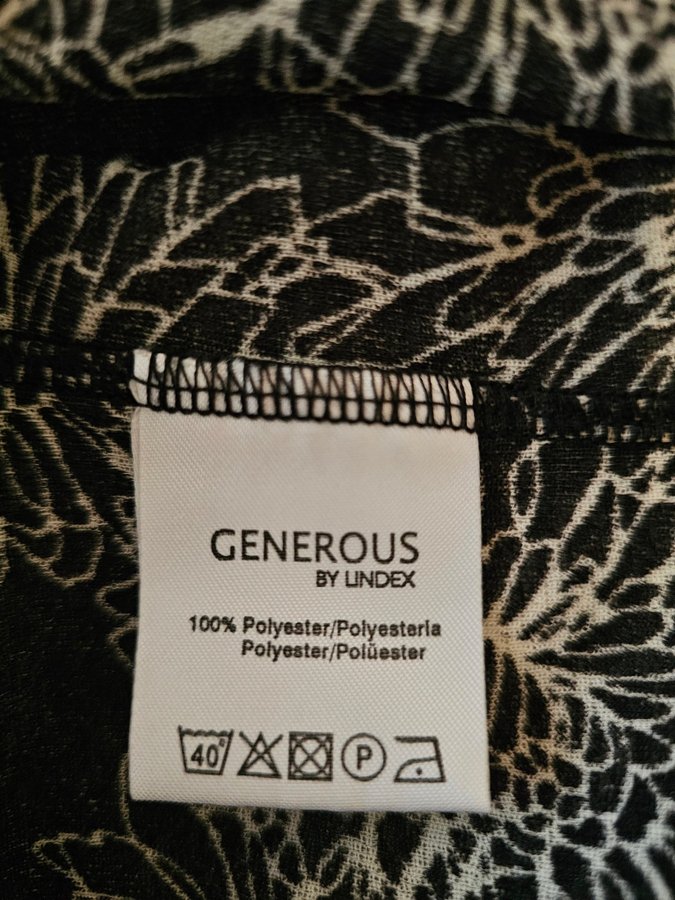 GENEROUS
BY LINDEX
100% Polyester/Polyesteria
Polyester/Polüester
40°
P